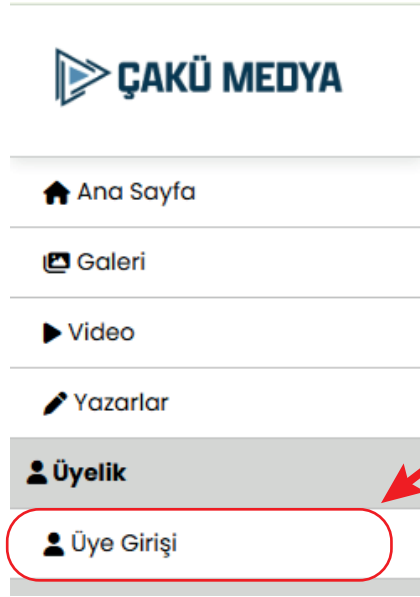 ÇAKÜ MEDYA
Ana Sayfa
Galeri
Video
Yazarlar
Üyelik
Üye Girişi